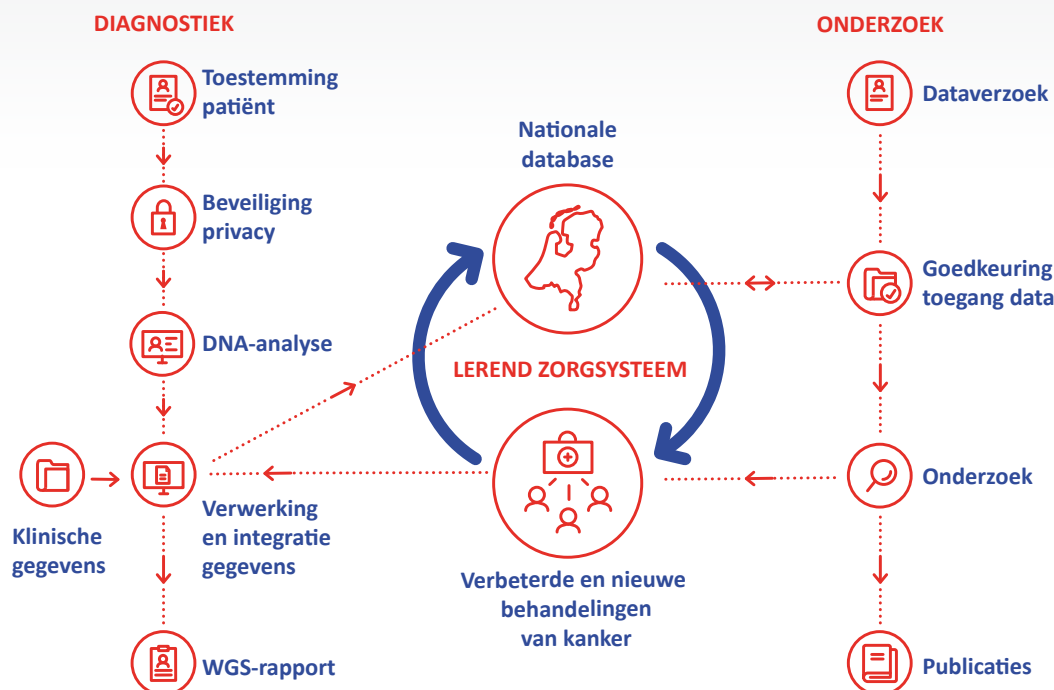 DIAGNOSTIEK
Toestemming
patiënt
Beveiliging
privacy
DNA-analyse
Klinische
gegevens
Verwerking
en integratie
gegevens
WGS-rapport
Nationale
database
LEREND ZORGSYSTEEM
Verbeterde en nieuwe
behandelingen
van kanker
ONDERZOEK
Dataverzoek
Goedkeuring
toegang data
Onderzoek
Publicaties